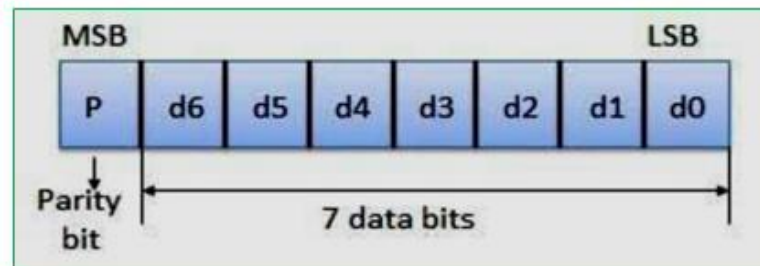 MSB LSB
P d6 d5 d4 d3 d2 d1 d0
Parity
bit
7 data bits